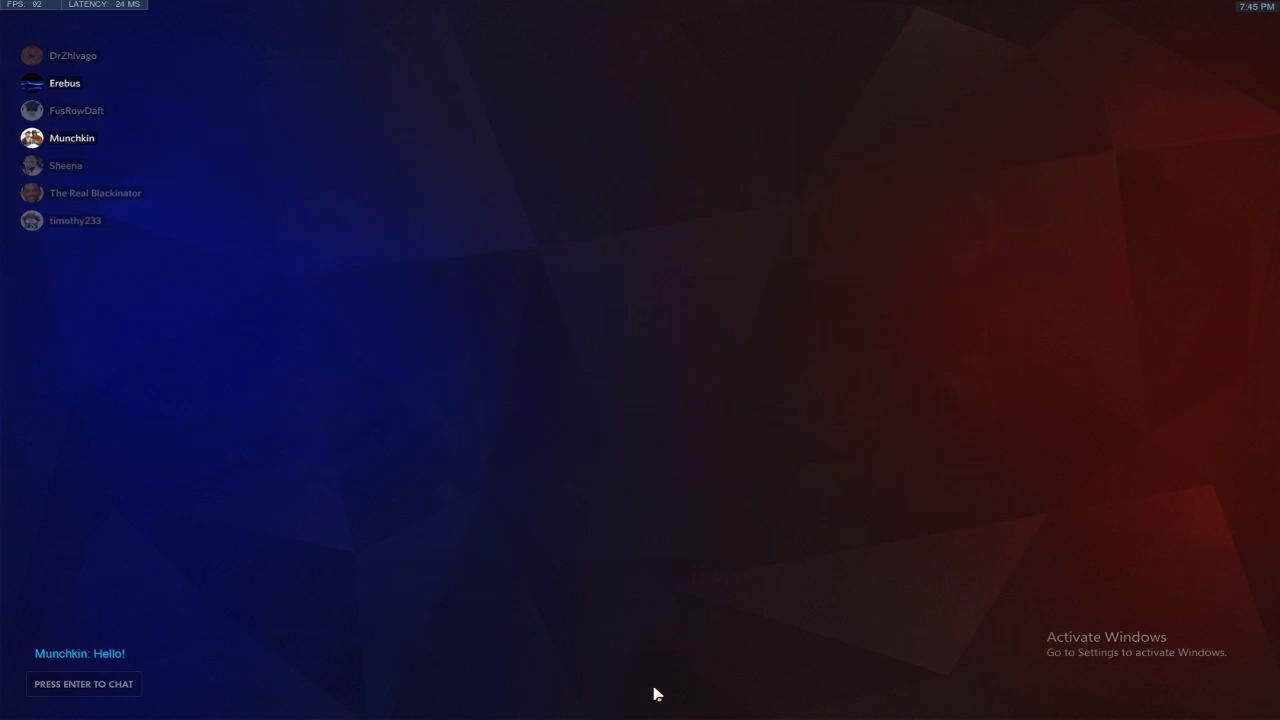 FPS: 92 LATENCY: 24 MS
7:45 PM
DrZhivago
Erebus
FusRowDaft
Munchkin
Sheena
The Real Blackinator
timothy233
Munchkin: Hello!
PRESS ENTER TO CHAT
Activate Windows
Go to Settings to activate Windows.